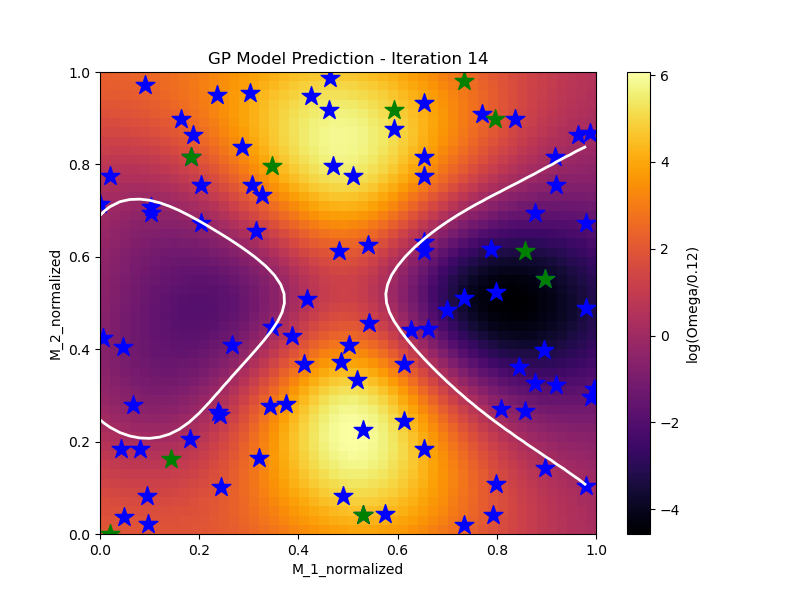 GP Model Prediction - Iteration 14
1.0
0.8
0.6
0.4
0.2
0.0
M_2_normalized
0.0 0.2 0.4 0.6 0.8 1.0
M_1_normalized
6
4
2
0
−2
−4
log(Omega/0.12)